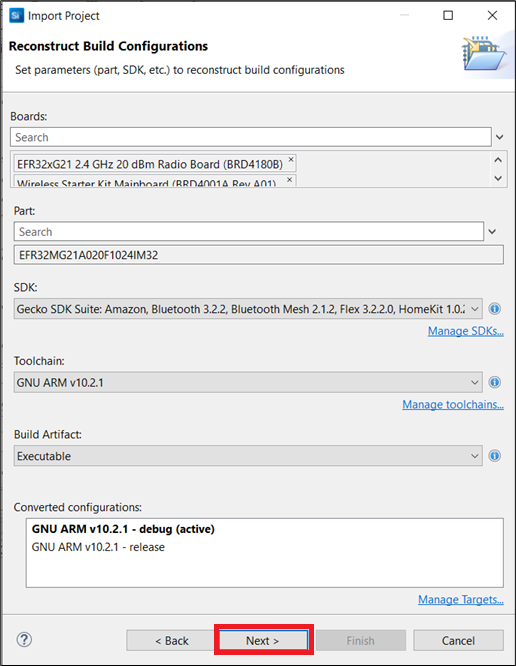 Si Import Project
Reconstruct Build Configurations
Set parameters (part, SDK, etc.) to reconstruct build configurations
Boards:
Search
EFR32xG21 2.4 GHz 20 dBm Radio Board (BRD4180B) ×
Wireless Starter Kit Mainboard (BRD4001A Rev A01) ×
Part:
Search
EFR32MG21A020F1024IM32
SDK:
Gecko SDK Suite: Amazon, Bluetooth 3.2.2, Bluetooth Mesh 2.1.2, Flex 3.2.2.0, HomeKit 1.0.2
Manage SDKs...
Toolchain:
GNU ARM v10.2.1
Manage toolchains...
Build Artifact:
Executable
Converted configurations:
GNU ARM v10.2.1 - debug (active)
GNU ARM v10.2.1 - release
Manage Targets...
? < Back Next > Finish Cancel